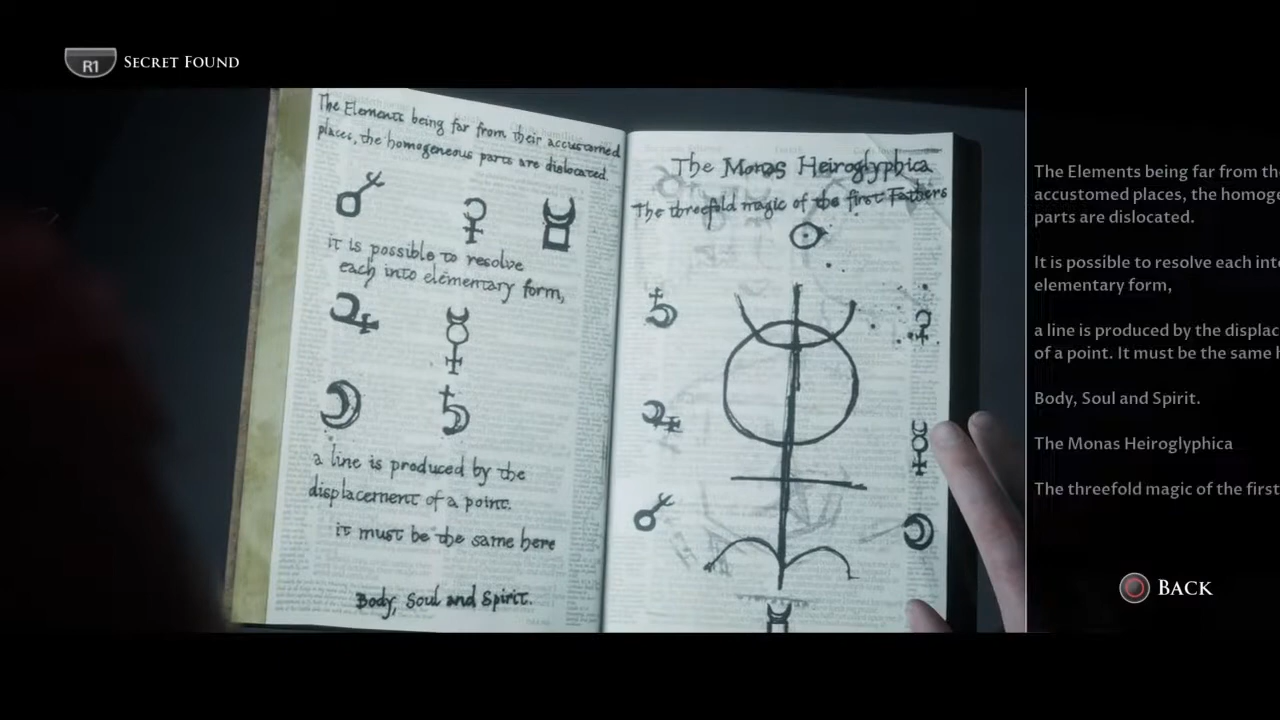 R1 SECRET FOUND
The Elements being far from their accustomed
places, the homogeneous parts are dislocated.
it is possible to resolve
each into elementary form,
a line is produced by the
displacement of a point.
it must be the same here
Body, Soul and Spirit.
The Monas Heiroglyphica
The threefold magic of the first Fathers
The Elements being far from the
accustomed places, the homoge
parts are dislocated.
It is possible to resolve each int
elementary form,
a line is produced by the displac
of a point. It must be the same h
Body, Soul and Spirit.
The Monas Heiroglyphica
The threefold magic of the first
BACK